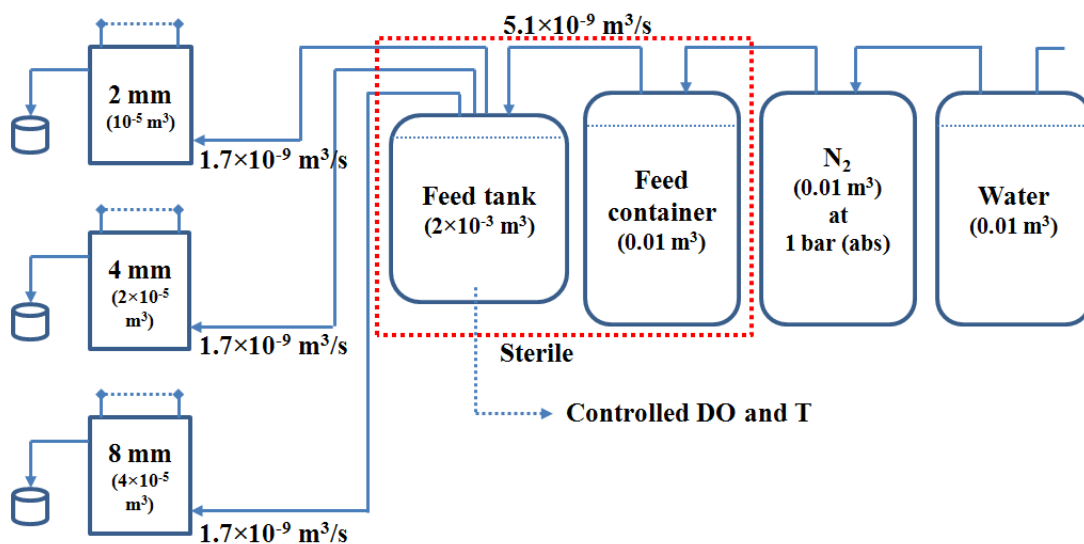 5.1×10⁻⁹ m³/s
2 mm
(10⁻⁵ m³)
1.7×10⁻⁹ m³/s
Feed tank
(2×10⁻³ m³)
Feed
container
(0.01 m³)
N₂
(0.01 m³)
at
1 bar (abs)
Water
(0.01 m³)
4 mm
(2×10⁻⁵
m³)
1.7×10⁻⁹ m³/s
Sterile
Controlled DO and T
8 mm
(4×10⁻⁵
m³)
1.7×10⁻⁹ m³/s